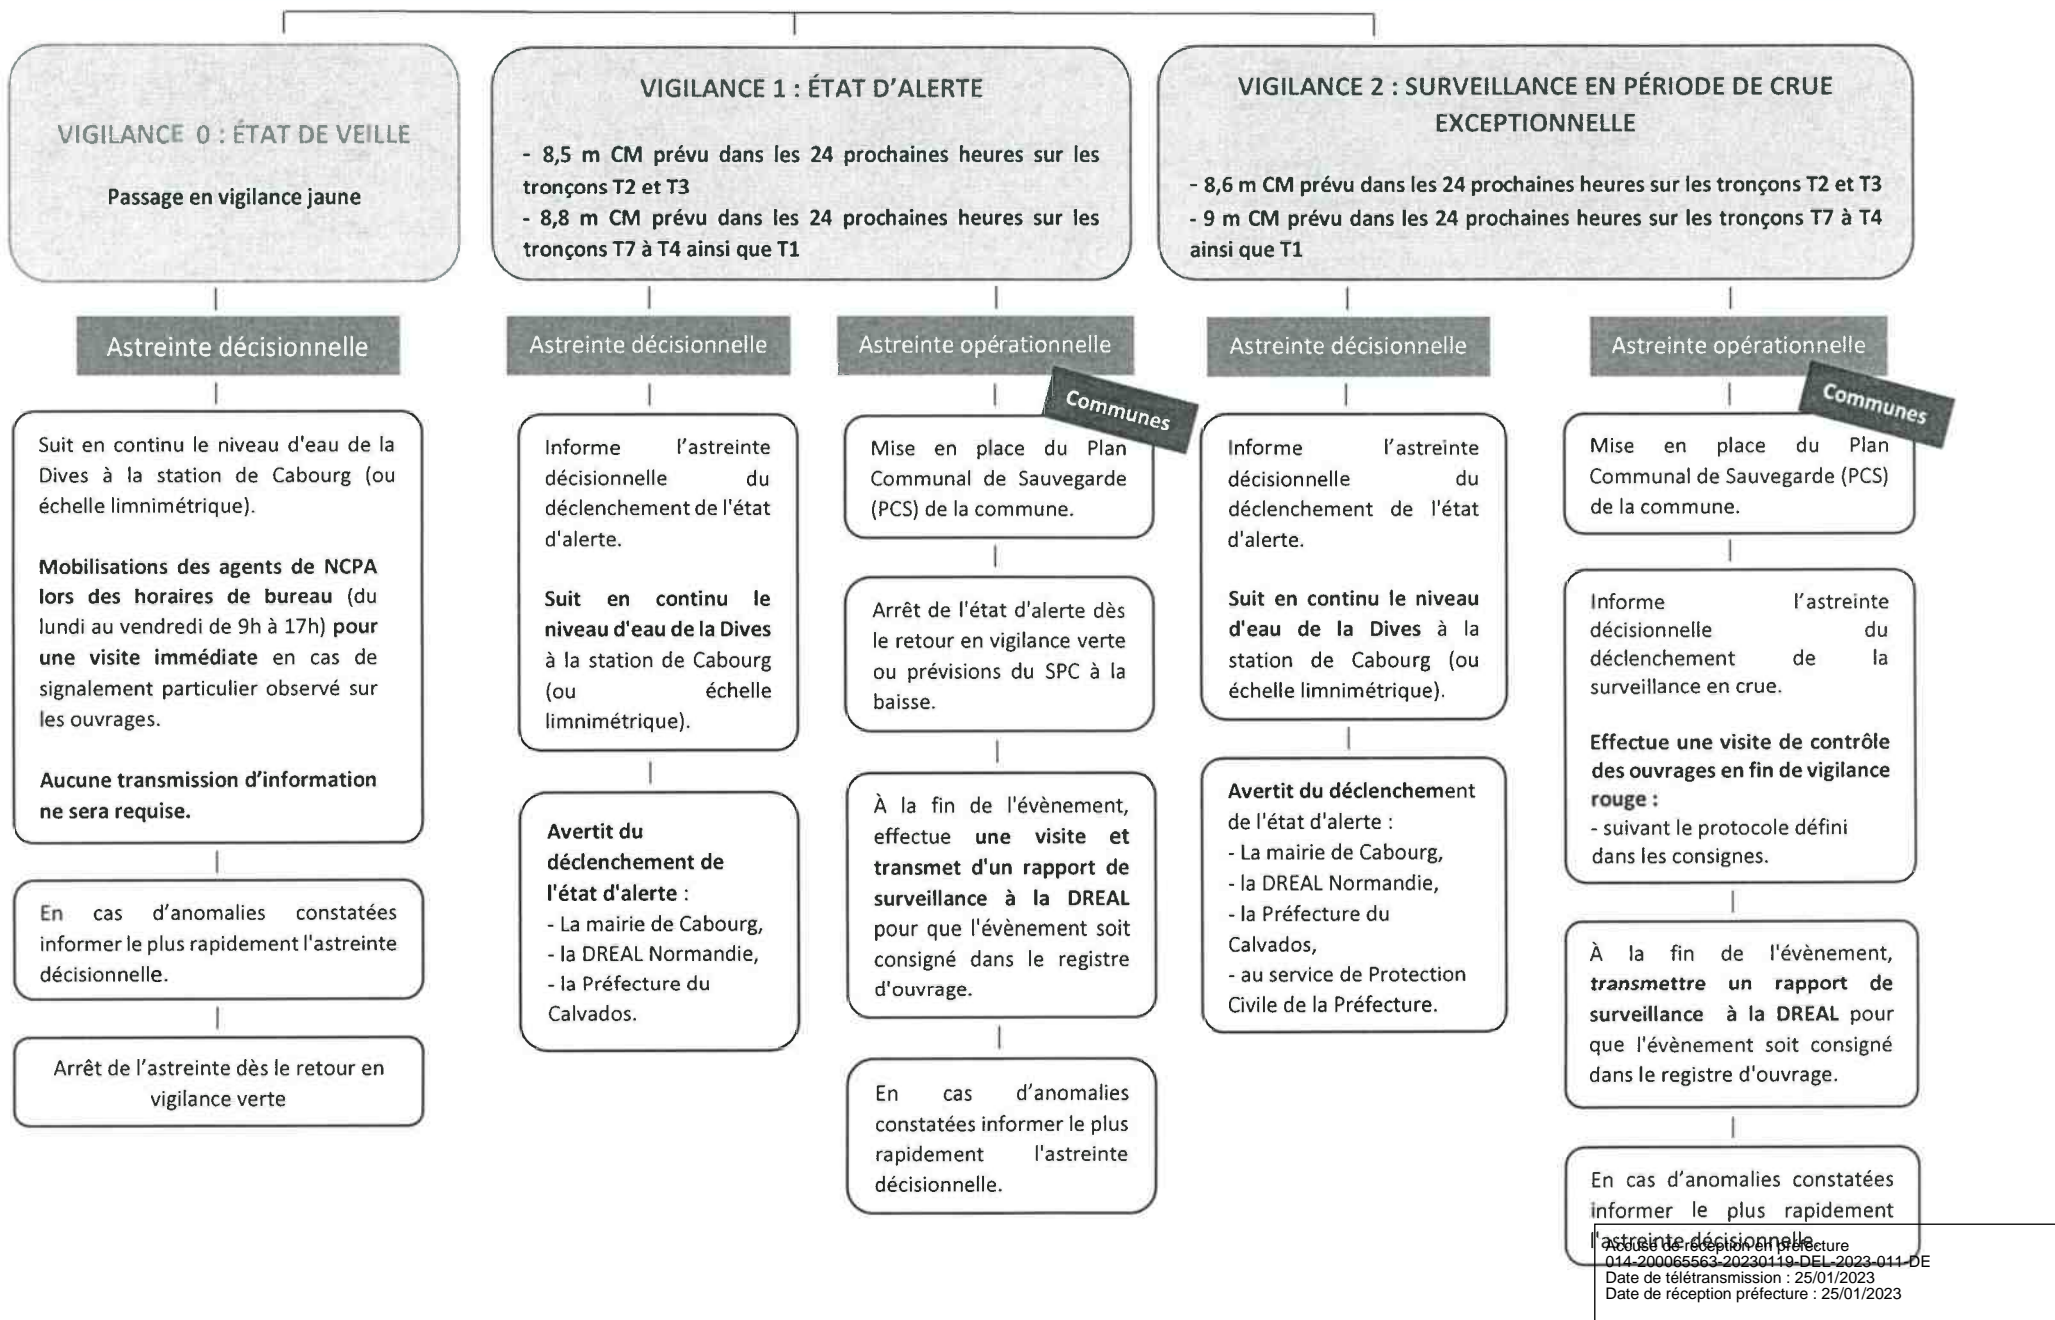 VIGILANCE 0 : ÉTAT DE VEILLE
Passage en vigilance jaune
VIGILANCE 1 : ÉTAT D'ALERTE
- 8,5 m CM prévu dans les 24 prochaines heures sur les
tronçons T2 et T3
- 8,8 m CM prévu dans les 24 prochaines heures sur les
tronçons T7 à T4 ainsi que T1
VIGILANCE 2 : SURVEILLANCE EN PÉRIODE DE CRUE
EXCEPTIONNELLE
- 8,6 m CM prévu dans les 24 prochaines heures sur les tronçons T2 et T3
- 9 m CM prévu dans les 24 prochaines heures sur les tronçons T7 à T4
ainsi que T1
Astreinte décisionnelle
Suit en continu le niveau d'eau de la
Dives à la station de Cabourg (ou
échelle limnimétrique).
Mobilisations des agents de NCPA
lors des horaires de bureau (du
lundi au vendredi de 9h à 17h) pour
une visite immédiate en cas de
signalement particulier observé sur
les ouvrages.
Aucune transmission d'information
ne sera requise.
En cas d'anomalies constatées
informer le plus rapidement l'astreinte
décisionnelle.
Arrêt de l'astreinte dès le retour en
vigilance verte
Astreinte décisionnelle
Informe l'astreinte
décisionnelle du
déclenchement de l'état
d'alerte.
Suit en continu le
niveau d'eau de la Dives
à la station de Cabourg
(ou échelle
limnimétrique).
Avertit du
déclenchement de
l'état d'alerte :
- La mairie de Cabourg,
- la DREAL Normandie,
- la Préfecture du
Calvados.
Astreinte opérationnelle
Communes
Mise en place du Plan
Communal de Sauvegarde
(PCS) de la commune.
Arrêt de l'état d'alerte dès
le retour en vigilance verte
ou prévisions du SPC à la
baisse.
À la fin de l'évènement,
effectue une visite et
transmet d'un rapport de
surveillance à la DREAL
pour que l'évènement soit
consigné dans le registre
d'ouvrage.
En cas d'anomalies
constatées informer le plus
rapidement l'astreinte
décisionnelle.
Astreinte décisionnelle
Informe l'astreinte
décisionnelle du
déclenchement de l'état
d'alerte.
Suit en continu le niveau
d'eau de la Dives à la
station de Cabourg (ou
échelle limnimétrique).
Avertit du déclenchement
de l'état d'alerte :
- La mairie de Cabourg,
- la DREAL Normandie,
- la Préfecture du
Calvados,
- au service de Protection
Civile de la Préfecture.
Astreinte opérationnelle
Communes
Mise en place du Plan
Communal de Sauvegarde (PCS)
de la commune.
Informe l'astreinte
décisionnelle du
déclenchement de la
surveillance en crue.
Effectue une visite de contrôle
des ouvrages en fin de vigilance
rouge :
- suivant le protocole défini
dans les consignes.
À la fin de l'évènement,
transmettre un rapport de
surveillance à la DREAL pour
que l'évènement soit consigné
dans le registre d'ouvrage.
En cas d'anomalies constatées
informer le plus rapidement
l'astreinte décisionnelle.
Accusé de réception en préfecture
014-200065563-20230119-DEL-2023-011-DE
Date de télétransmission : 25/01/2023
Date de réception préfecture : 25/01/2023